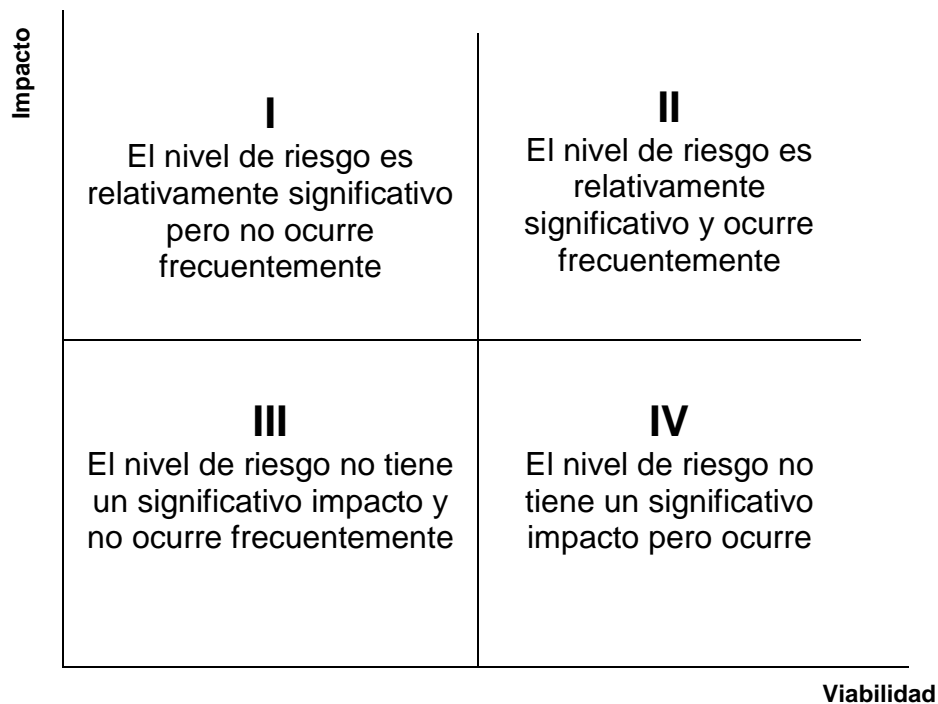 Impacto
I
El nivel de riesgo es
relativamente significativo
pero no ocurre
frecuentemente
II
El nivel de riesgo es
relativamente
significativo y ocurre
frecuentemente
III
El nivel de riesgo no tiene
un significativo impacto y
no ocurre frecuentemente
IV
El nivel de riesgo no
tiene un significativo
impacto pero ocurre
Viabilidad